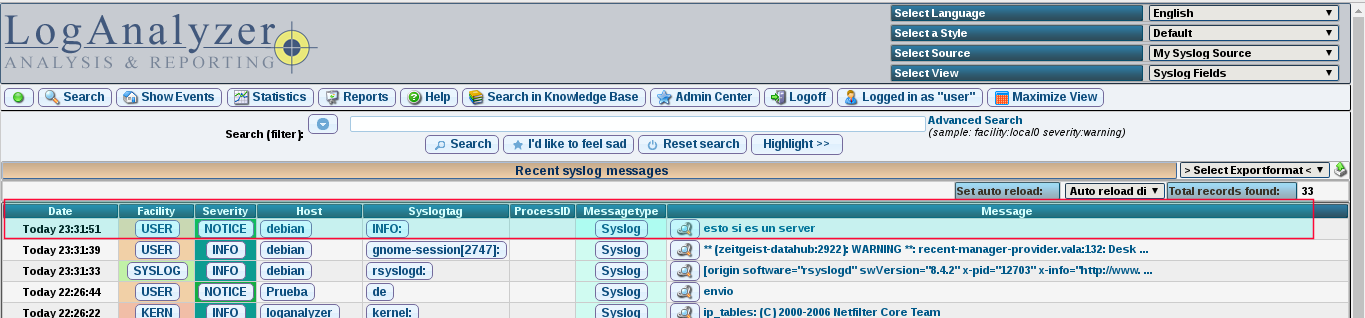 LogAnalyzer
ANALYSIS & REPORTING
Select Language English
Select a Style Default
Select Source My Syslog Source
Select View Syslog Fields
Search Show Events Statistics Reports Help Search in Knowledge Base Admin Center Logoff Logged in as "user" Maximize View
Search (filter): Advanced Search
(sample: facility:local0 severity:warning)
Search I'd like to feel sad Reset search Highlight >>
Recent syslog messages > Select Exportformat <
Set auto reload: Auto reload di Total records found: 33
Date Facility Severity Host Syslogtag ProcessID Messagetype Message
Today 23:31:51 USER NOTICE debian INFO: Syslog esto si es un server
Today 23:31:39 USER INFO debian gnome-session[2747]: Syslog ** (zeitgeist-datahub:2922): WARNING **: recent-manager-provider.vala:132: Desk ...
Today 23:31:33 SYSLOG INFO debian rsyslogd: Syslog [origin software="rsyslogd" swVersion="8.4.2" x-pid="12703" x-info="http://www. ...
Today 22:26:44 USER NOTICE Prueba de Syslog envio
Today 22:26:22 KERN INFO loganalyzer kernel: Syslog ip_tables: (C) 2000-2006 Netfilter Core Team